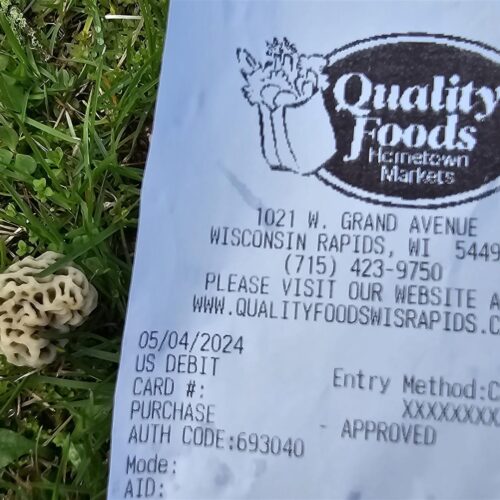 Quality
Foods
Hometown
Markets
1021 W. GRAND AVENUE
WISCONSIN RAPIDS, WI 5449
(715) 423-9750
PLEASE VISIT OUR WEBSITE A
WWW.QUALITYFOODSWISRAPIDS.C
05/04/2024
US DEBIT
CARD #:
Entry Method:C
PURCHASE
XXXXXXXXX
AUTH CODE:693040 - APPROVED
Mode:
AID: